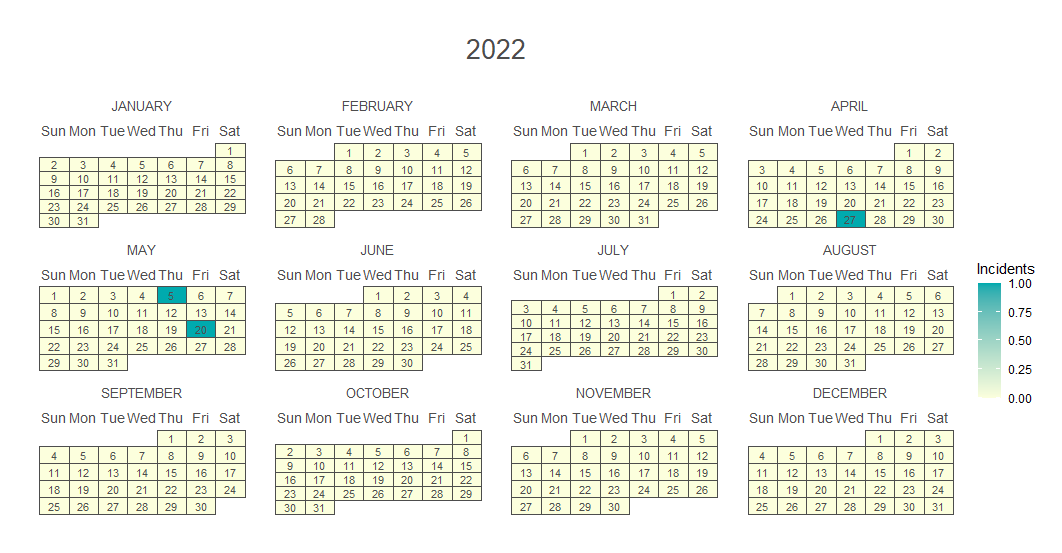 2022
JANUARY
Sun Mon Tue Wed Thu Fri Sat
1
2 3 4 5 6 7 8
9 10 11 12 13 14 15
16 17 18 19 20 21 22
23 24 25 26 27 28 29
30 31
FEBRUARY
Sun Mon Tue Wed Thu Fri Sat
1 2 3 4 5
6 7 8 9 10 11 12
13 14 15 16 17 18 19
20 21 22 23 24 25 26
27 28
MARCH
Sun Mon Tue Wed Thu Fri Sat
1 2 3 4 5
6 7 8 9 10 11 12
13 14 15 16 17 18 19
20 21 22 23 24 25 26
27 28 29 30 31
APRIL
Sun Mon Tue Wed Thu Fri Sat
1 2
3 4 5 6 7 8 9
10 11 12 13 14 15 16
17 18 19 20 21 22 23
24 25 26 27 28 29 30
MAY
Sun Mon Tue Wed Thu Fri Sat
1 2 3 4 5 6 7
8 9 10 11 12 13 14
15 16 17 18 19 20 21
22 23 24 25 26 27 28
29 30 31
JUNE
Sun Mon Tue Wed Thu Fri Sat
1 2 3 4
5 6 7 8 9 10 11
12 13 14 15 16 17 18
19 20 21 22 23 24 25
26 27 28 29 30
JULY
Sun Mon Tue Wed Thu Fri Sat
1 2
3 4 5 6 7 8 9
10 11 12 13 14 15 16
17 18 19 20 21 22 23
24 25 26 27 28 29 30
31
AUGUST
Sun Mon Tue Wed Thu Fri Sat
1 2 3 4 5 6
7 8 9 10 11 12 13
14 15 16 17 18 19 20
21 22 23 24 25 26 27
28 29 30 31
SEPTEMBER
Sun Mon Tue Wed Thu Fri Sat
1 2 3
4 5 6 7 8 9 10
11 12 13 14 15 16 17
18 19 20 21 22 23 24
25 26 27 28 29 30
OCTOBER
Sun Mon Tue Wed Thu Fri Sat
1
2 3 4 5 6 7 8
9 10 11 12 13 14 15
16 17 18 19 20 21 22
23 24 25 26 27 28 29
30 31
NOVEMBER
Sun Mon Tue Wed Thu Fri Sat
1 2 3 4 5
6 7 8 9 10 11 12
13 14 15 16 17 18 19
20 21 22 23 24 25 26
27 28 29 30
DECEMBER
Sun Mon Tue Wed Thu Fri Sat
1 2 3
4 5 6 7 8 9 10
11 12 13 14 15 16 17
18 19 20 21 22 23 24
25 26 27 28 29 30 31
Incidents
1.00
0.75
0.50
0.25
0.00